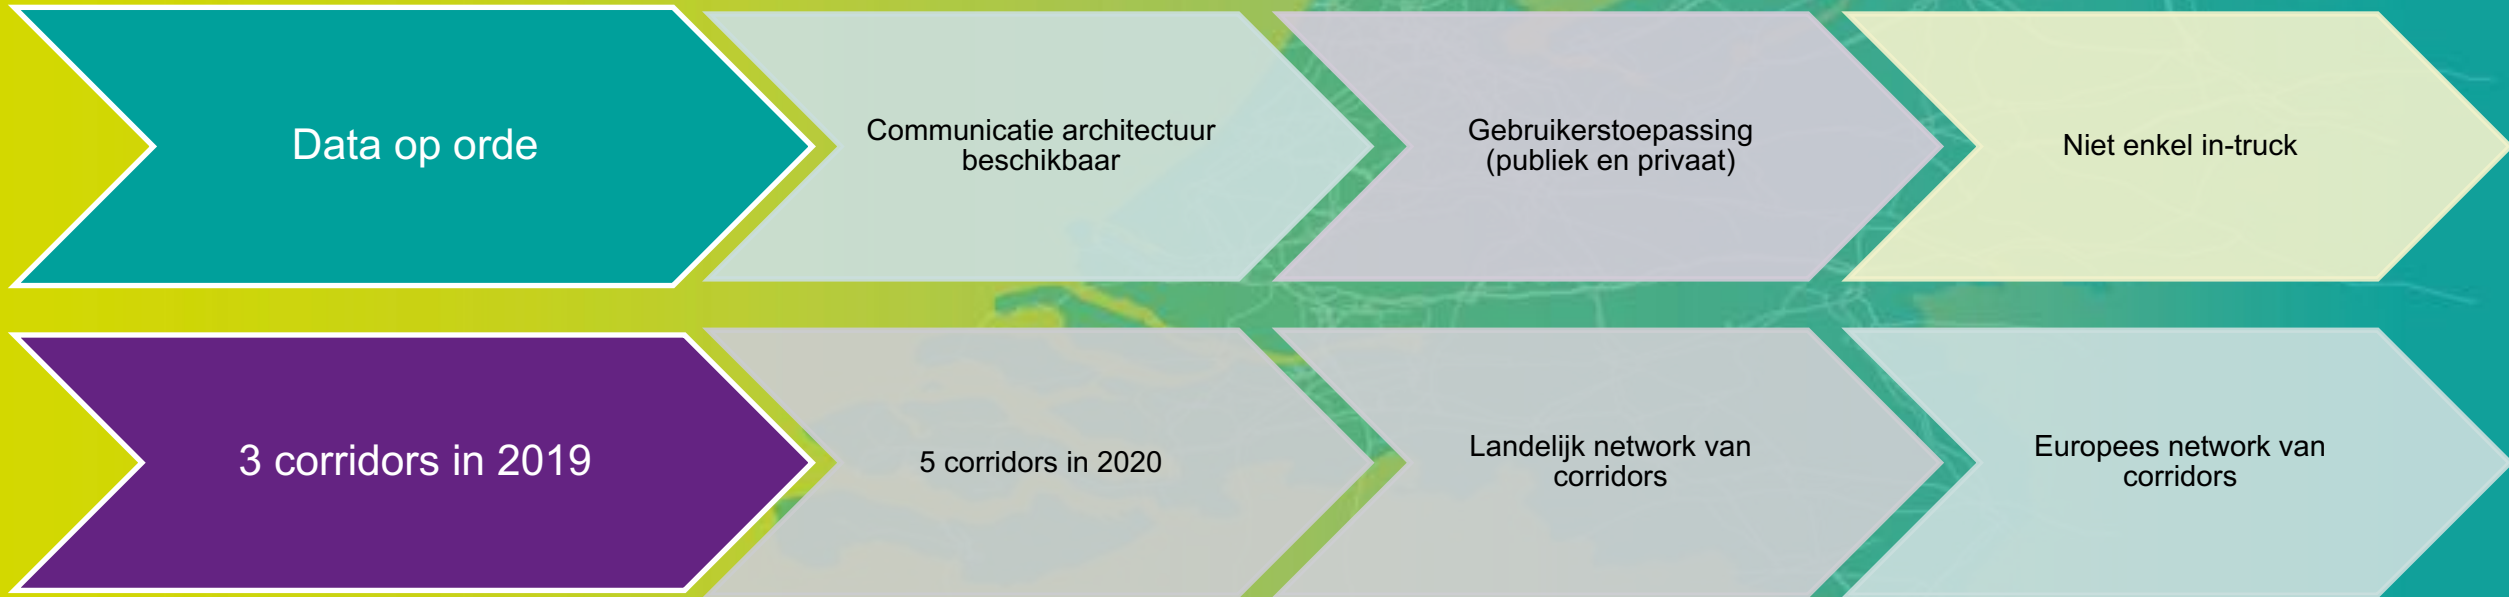 Data op orde
Communicatie architectuur
beschikbaar
Gebruikerstoepassing
(publiek en privaat)
Niet enkel in-truck
3 corridors in 2019
5 corridors in 2020
Landelijk network van
corridors
Europees network van
corridors